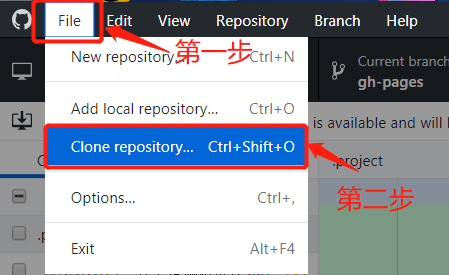 File Edit View Repository Branch Help
第一步
New repository... Ctrl+N
Current branch
gh-pages
Add local repository... Ctrl+O
is available and will
Clone repository... Ctrl+Shift+O
.project
第二步
Options... Ctrl+,
Exit Alt+F4